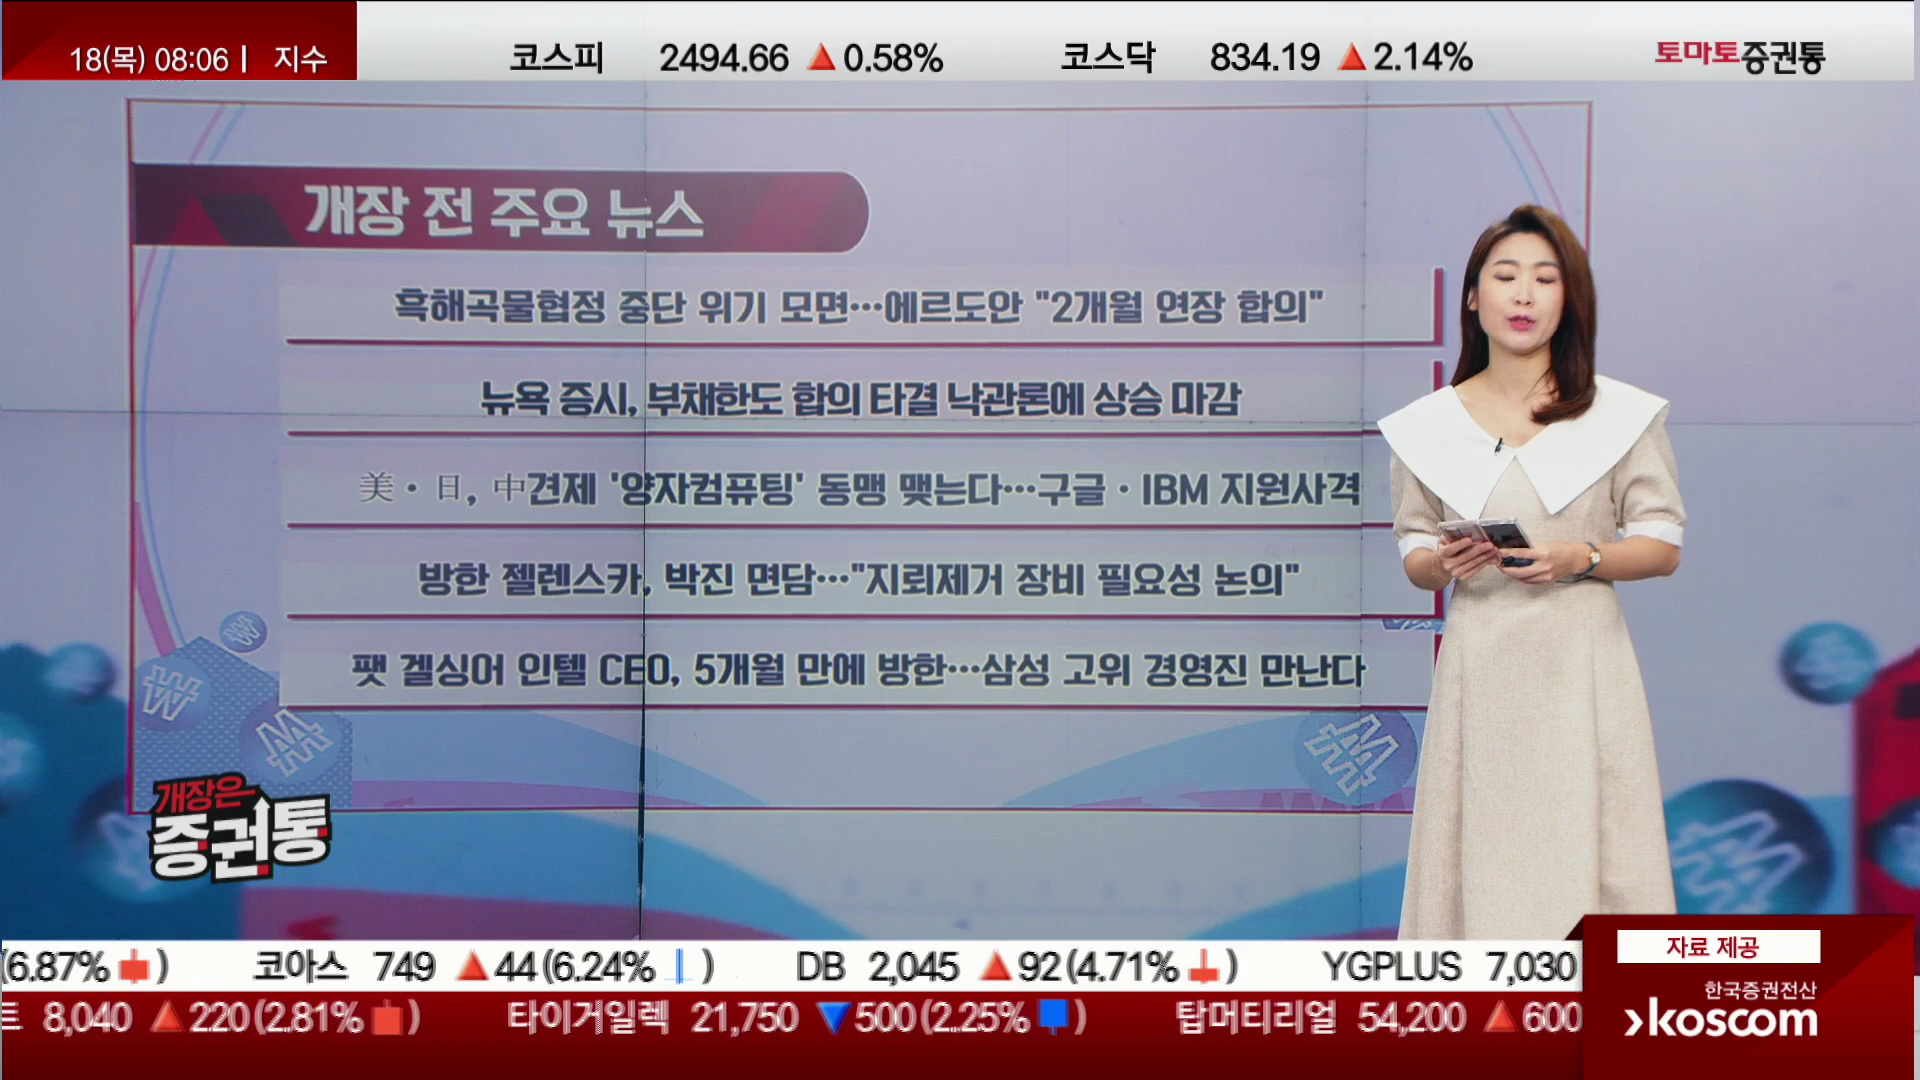 18(목) 08:06 | 지수 코스피 2494.66 ▲0.58% 코스닥 834.19 ▲2.14% 토마토증권통
개장 전 주요 뉴스
흑해곡물협정 중단 위기 모면…에르도안 "2개월 연장 합의"
뉴욕 증시, 부채한도 합의 타결 낙관론에 상승 마감
美·日, 中견제 '양자컴퓨팅' 동맹 맺는다…구글·IBM 지원사격
방한 젤렌스카, 박진 면담…"지뢰제거 장비 필요성 논의"
팻 겔싱어 인텔 CEO, 5개월 만에 방한…삼성 고위 경영진 만난다
개장은
증권통
(6.87% ) 코아스 749 ▲44(6.24% ) DB 2,045 ▲92(4.71% ) YGPLUS 7,030
트 8,040 ▲220(2.81% ) 타이거일렉 21,750 ▼500(2.25% ) 탑머티리얼 54,200 ▲600
자료 제공
한국증권전산
koscom